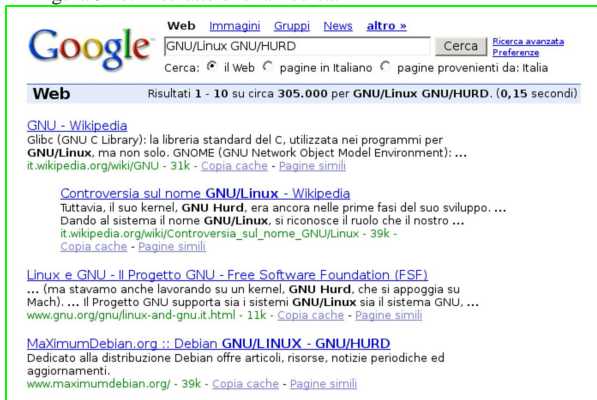 Google
Web Immagini Gruppi News altro »
GNU/Linux GNU/HURD Cerca Ricerca avanzata
Preferenze
Cerca: il Web pagine in Italiano pagine provenienti da: Italia
Web Risultati 1 - 10 su circa 305.000 per GNU/Linux GNU/HURD. (0,15 secondi)
GNU - Wikipedia
Glibc (GNU C Library): la libreria standard del C, utilizzata nei programmi per
GNU/Linux, ma non solo. GNOME (GNU Network Object Model Environment): ...
it.wikipedia.org/wiki/GNU - 31k - Copia cache - Pagine simili
Controversia sul nome GNU/Linux - Wikipedia
Tuttavia, il suo kernel, GNU Hurd, era ancora nelle prime fasi del suo sviluppo. ...
Dando al sistema il nome GNU/Linux, si riconosce il ruolo che il nostro ...
it.wikipedia.org/wiki/Controversia_sul_nome_GNU/Linux - 39k -
Copia cache - Pagine simili
Linux e GNU - Il Progetto GNU - Free Software Foundation (FSF)
... (ma stavamo anche lavorando su un kernel, GNU Hurd, che si appoggia su
Mach). ... Il Progetto GNU supporta sia i sistemi GNU/Linux sia il sistema GNU, ...
www.gnu.org/gnu/linux-and-gnu.it.html - 11k - Copia cache - Pagine simili
MaXimumDebian.org :: Debian GNU/LINUX - GNU/HURD
Dedicato alla distribuzione Debian offre articoli, risorse, notizie periodiche ed
aggiornamenti.
www.maximumdebian.org/ - 39k - Copia cache - Pagine simili